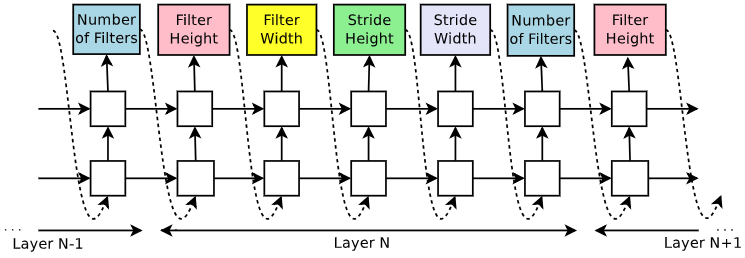 Number
of Filters
Filter
Height
Filter
Width
Stride
Height
Stride
Width
Number
of Filters
Filter
Height
...
Layer N-1
Layer N
...
Layer N+1